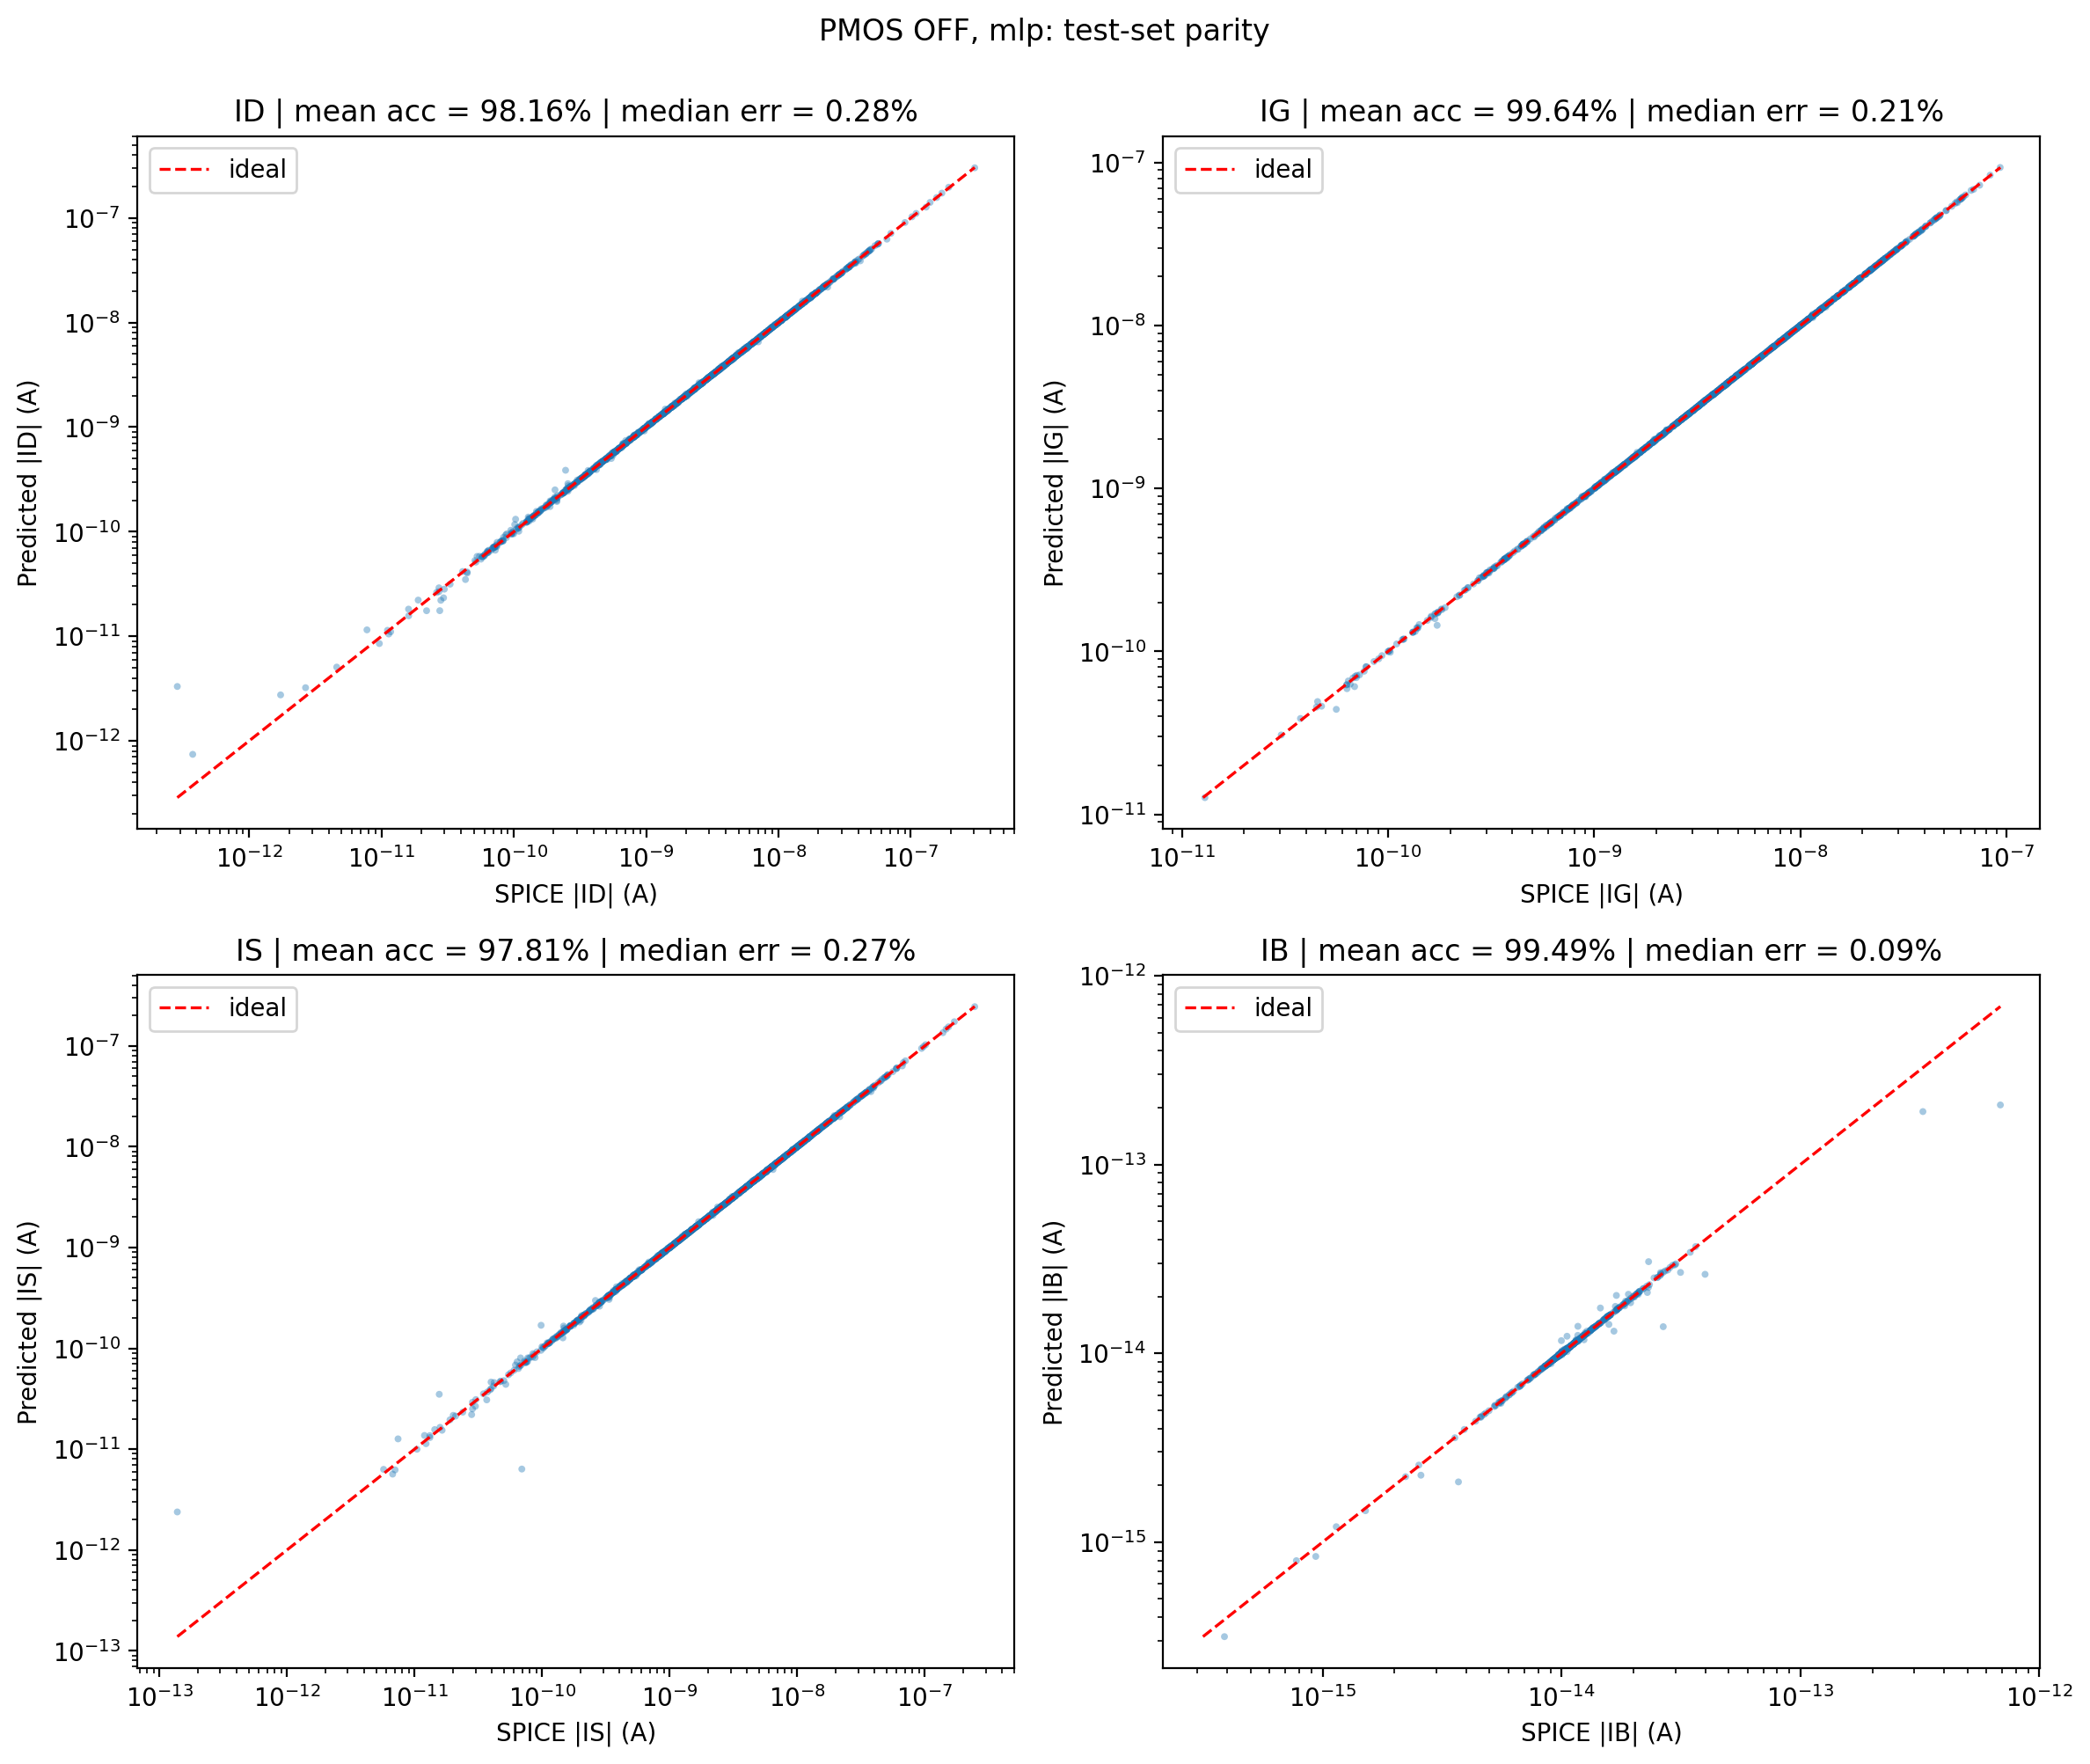 PMOS OFF, mlp: test-set parity
ID | mean acc = 98.16% | median err = 0.28%
ideal
10⁻⁷
10⁻⁸
10⁻⁹
10⁻¹⁰
10⁻¹¹
10⁻¹²
Predicted |ID| (A)
10⁻¹² 10⁻¹¹ 10⁻¹⁰ 10⁻⁹ 10⁻⁸ 10⁻⁷
SPICE |ID| (A)
IG | mean acc = 99.64% | median err = 0.21%
ideal
10⁻⁷
10⁻⁸
10⁻⁹
10⁻¹⁰
10⁻¹¹
Predicted |IG| (A)
10⁻¹¹ 10⁻¹⁰ 10⁻⁹ 10⁻⁸ 10⁻⁷
SPICE |IG| (A)
IS | mean acc = 97.81% | median err = 0.27%
ideal
10⁻⁷
10⁻⁸
10⁻⁹
10⁻¹⁰
10⁻¹¹
10⁻¹²
10⁻¹³
Predicted |IS| (A)
10⁻¹³ 10⁻¹² 10⁻¹¹ 10⁻¹⁰ 10⁻⁹ 10⁻⁸ 10⁻⁷
SPICE |IS| (A)
IB | mean acc = 99.49% | median err = 0.09%
ideal
10⁻¹²
10⁻¹³
10⁻¹⁴
10⁻¹⁵
Predicted |IB| (A)
10⁻¹⁵ 10⁻¹⁴ 10⁻¹³ 10⁻¹²
SPICE |IB| (A)